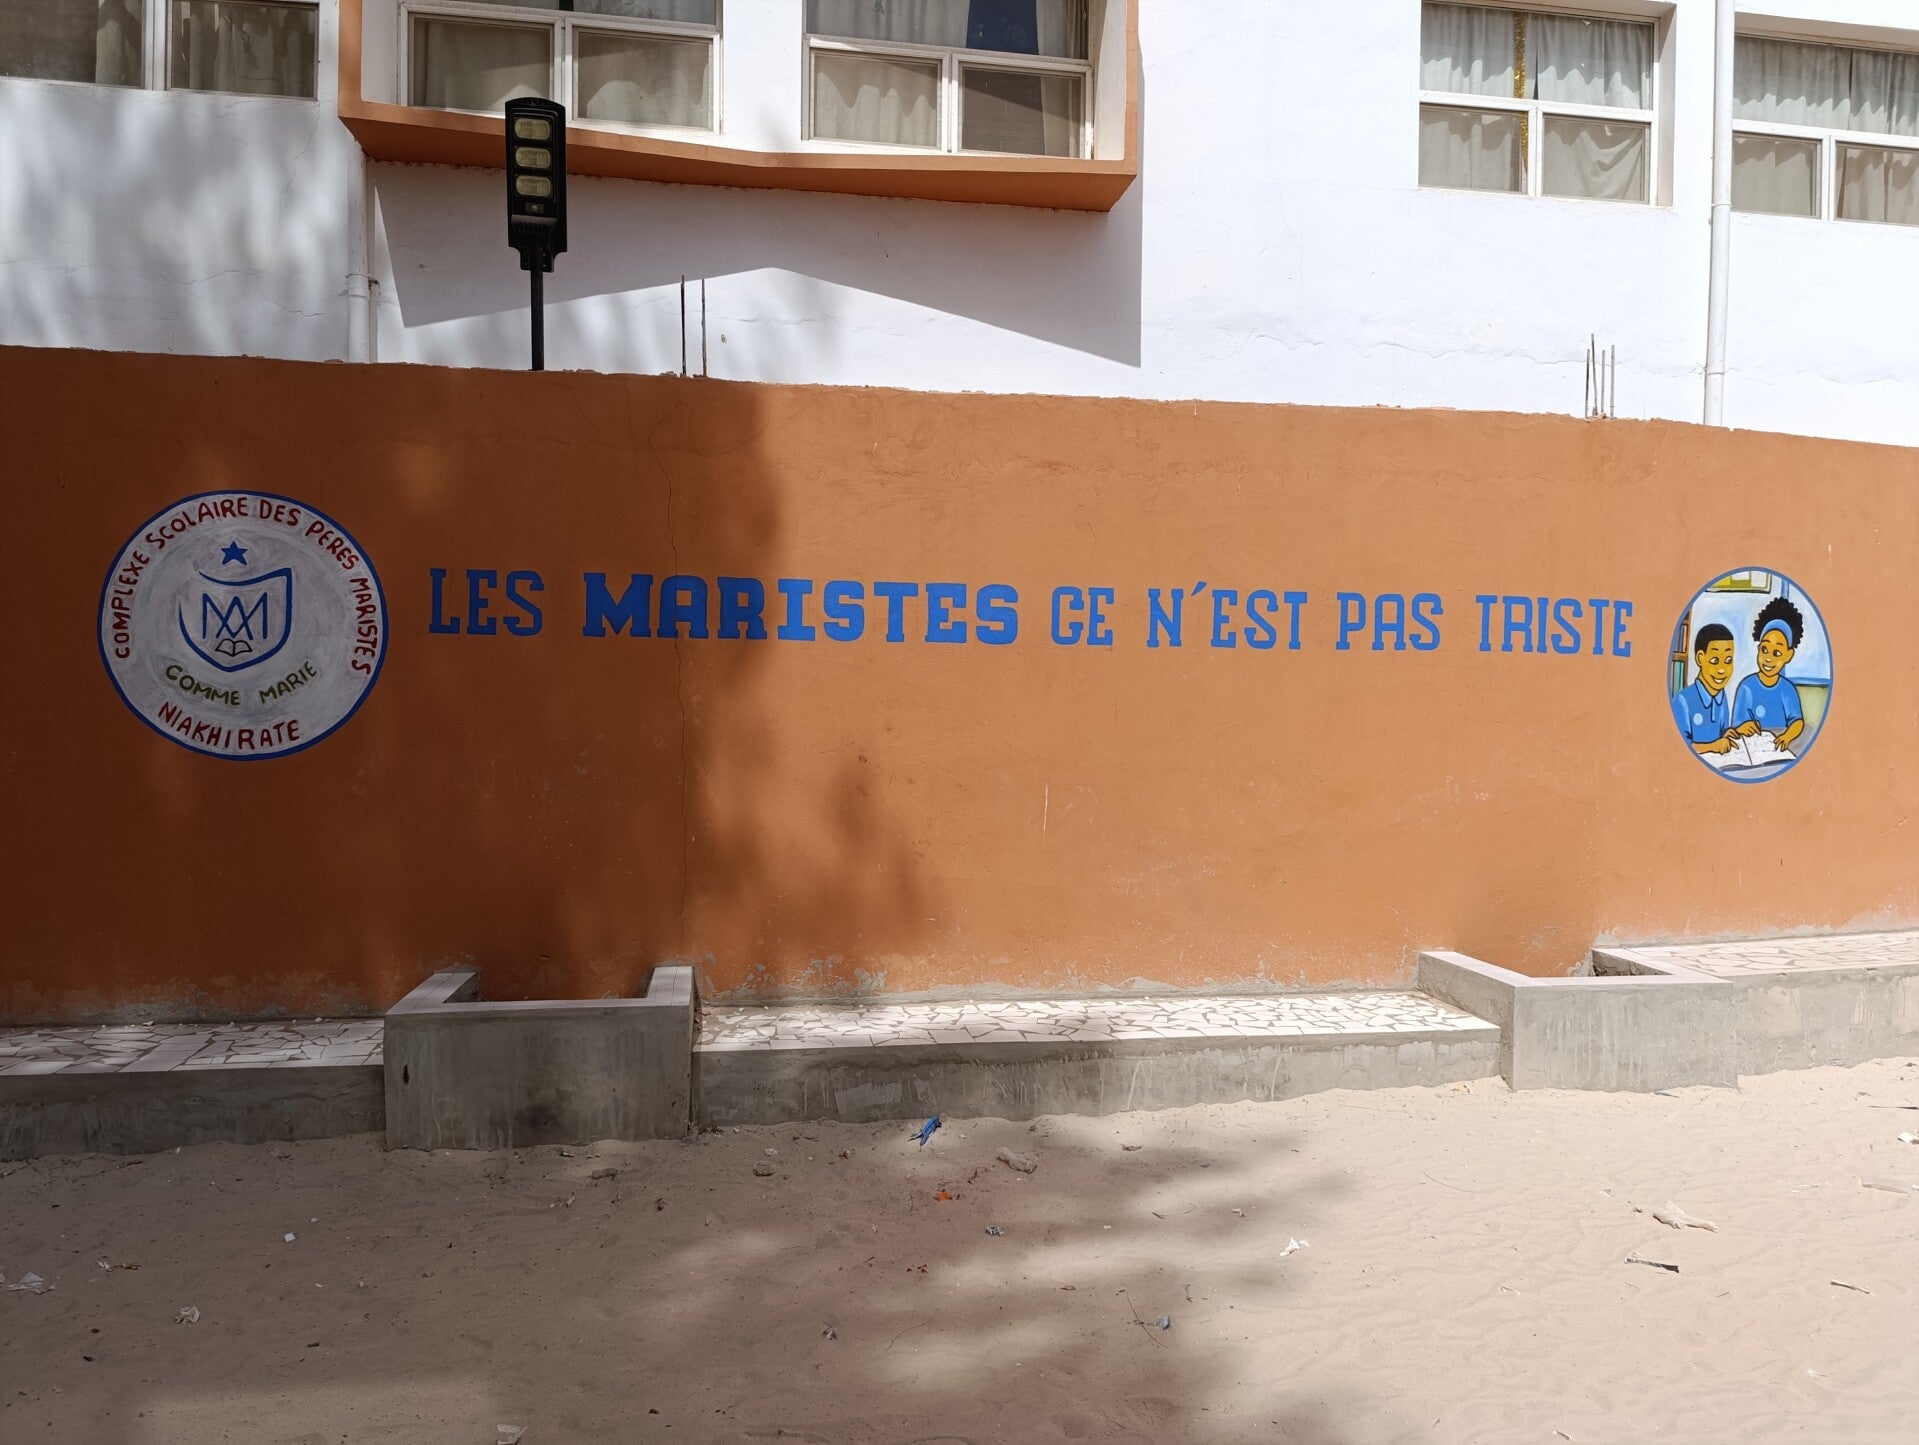 COMPLEXE SCOLAIRE DES PERES MARISTES
COMME MARIE
NIAKHIRATE
LES MARISTES CE N'EST PAS TRISTE